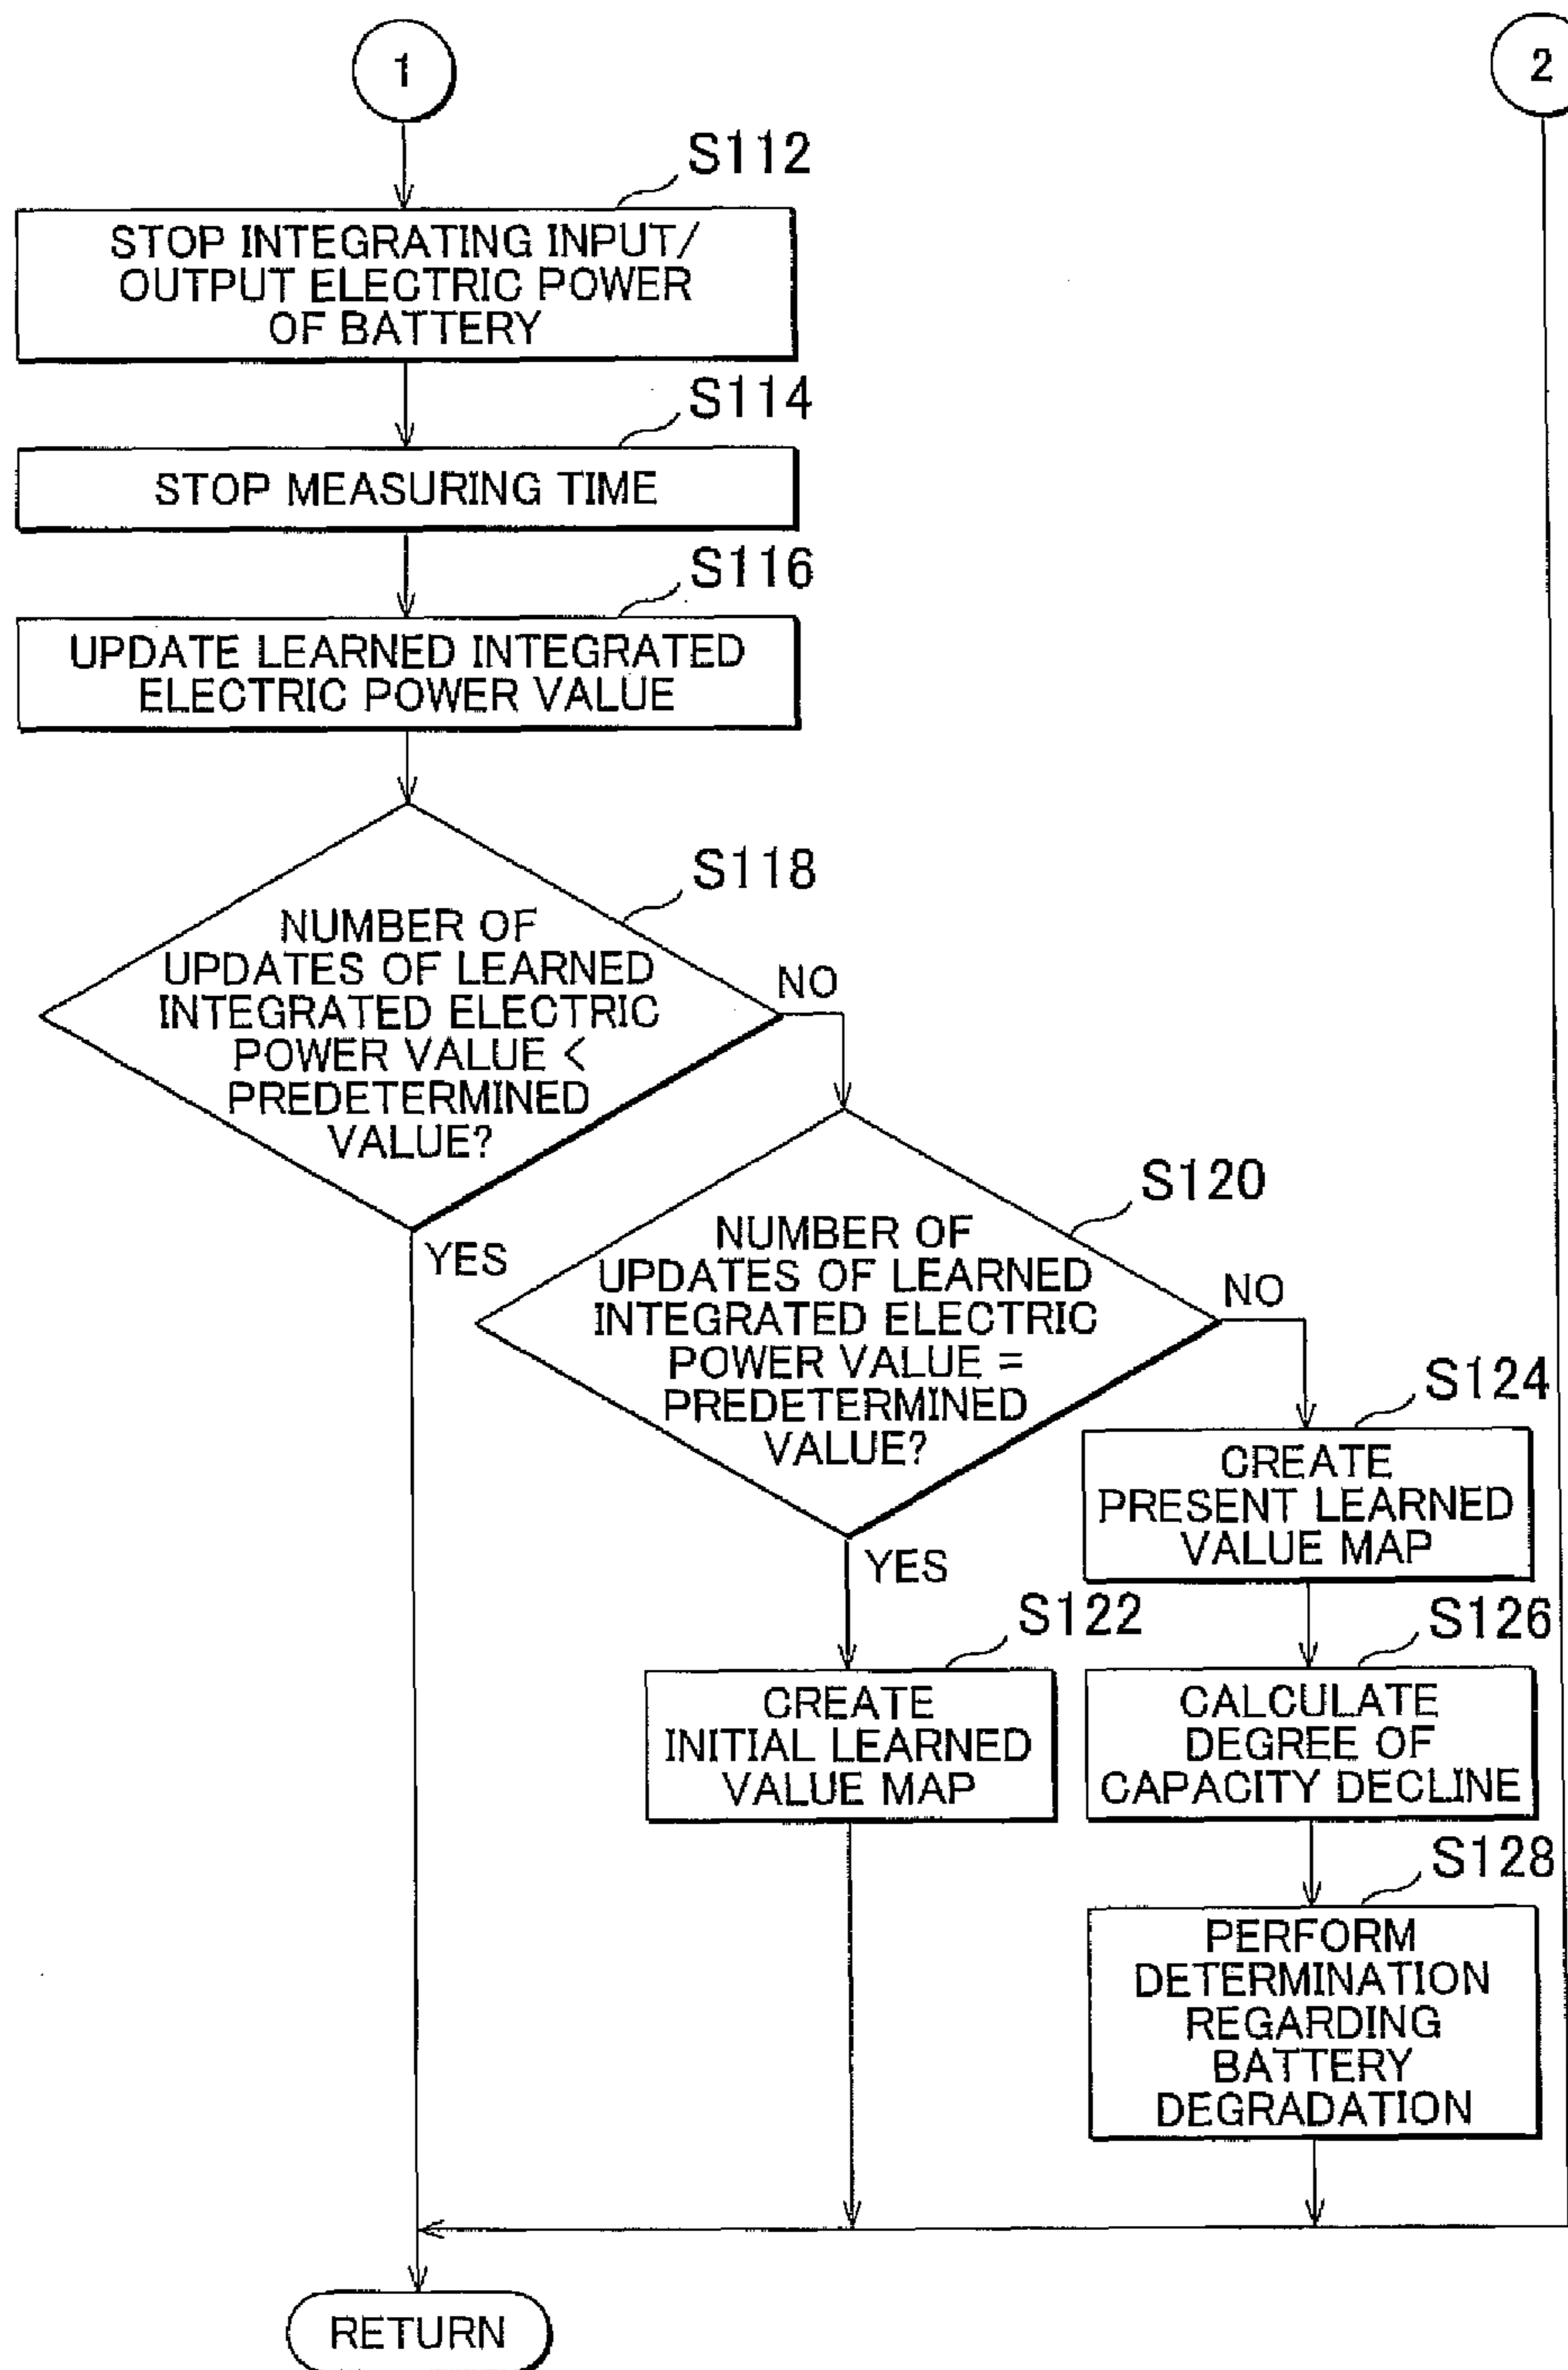 1
2
S112
STOP INTEGRATING INPUT/
OUTPUT ELECTRIC POWER
OF BATTERY
S114
STOP MEASURING TIME
S116
UPDATE LEARNED INTEGRATED
ELECTRIC POWER VALUE
S118
NUMBER OF
UPDATES OF LEARNED
INTEGRATED ELECTRIC
POWER VALUE <
PREDETERMINED
VALUE?
NO
YES
S120
NUMBER OF
UPDATES OF LEARNED
INTEGRATED ELECTRIC
POWER VALUE =
PREDETERMINED
VALUE?
NO
YES
S122
CREATE
INITIAL LEARNED
VALUE MAP
S124
CREATE
PRESENT LEARNED
VALUE MAP
S126
CALCULATE
DEGREE OF
CAPACITY DECLINE
S128
PERFORM
DETERMINATION
REGARDING
BATTERY
DEGRADATION
RETURN